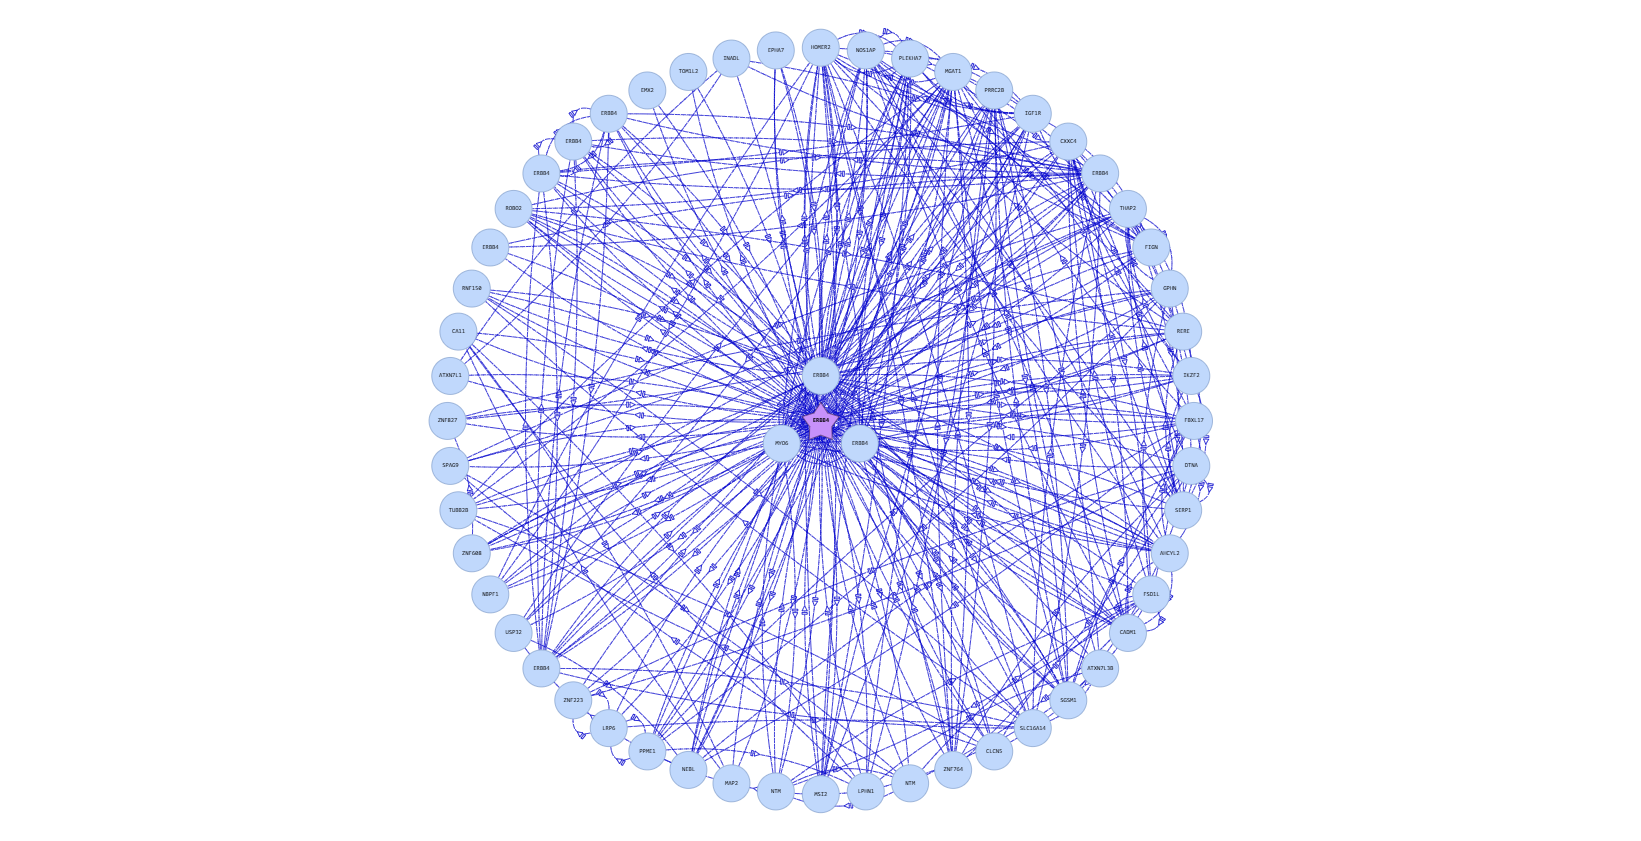 HOMER2
NOS1AP
PLEKHA7
MGAT1
PRRC2B
IGF1R
CXXC4
ERBB4
THAP2
FIGN
GPHN
RERE
IKZF2
FBXL17
DTNA
SERP1
AHCYL2
FSD1L
CADM1
ATXN7L3B
SGSM1
SLC16A14
CLCN5
ZNF764
NTM
LPHN1
MSI2
NTM
MAP2
NEBL
PPME1
LRP6
ZNF223
ERBB4
USP32
NBPF1
ZNF608
TUBB2B
SPAG9
ZNF827
ATXN7L1
CA11
RNF150
ERBB4
ROBO2
ERBB4
ERBB4
ERBB4
EMX2
TOM1L2
INADL
EPHA7
ERBB4
ERBB4
MYO6
ERBB4